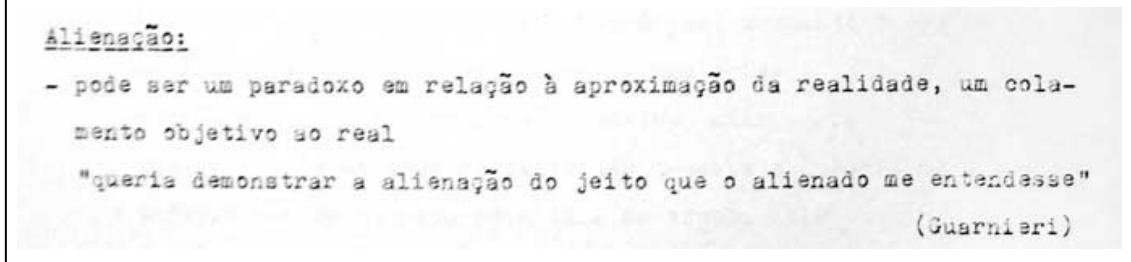 Alienação:
- pode ser um paradoxo em relação à aproximação da realidade, um cola-
mento objetivo ao real
"queria demonstrar a alienação do jeito que o alienado me entendesse"
(Guarnieri)